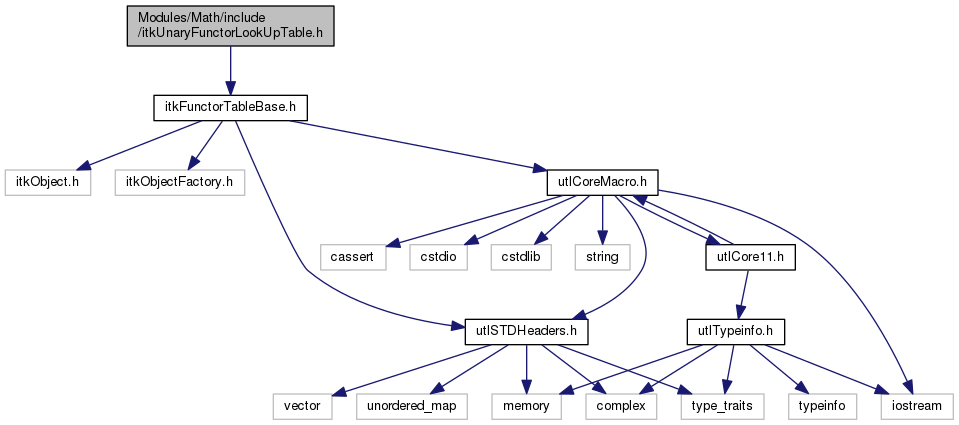 Modules/Math/include
/itkUnaryFunctorLookUpTable.h
itkFunctorTableBase.h
itkObject.h
itkObjectFactory.h
utlCoreMacro.h
cassert
cstdio
cstdlib
string
utlCore11.h
utlSTDHeaders.h
utlTypeinfo.h
vector
unordered_map
memory
complex
type_traits
typeinfo
iostream